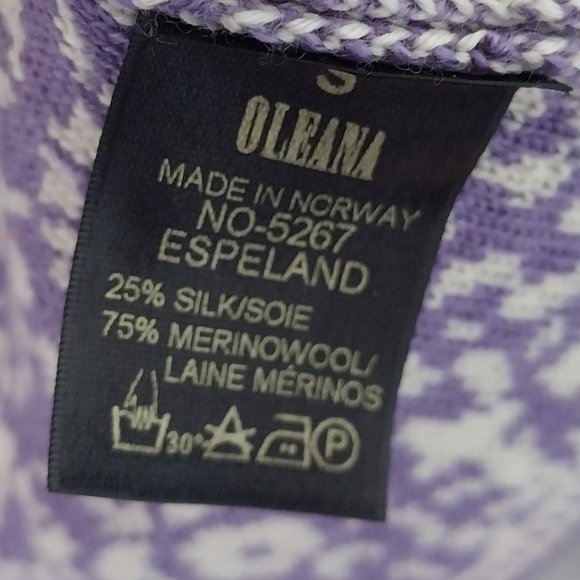 S
OLEANA
MADE IN NORWAY
NO-5267
ESPELAND
25% SILK/SOIE
75% MERINOWOOL/
LAINE MÉRINOS
30° P